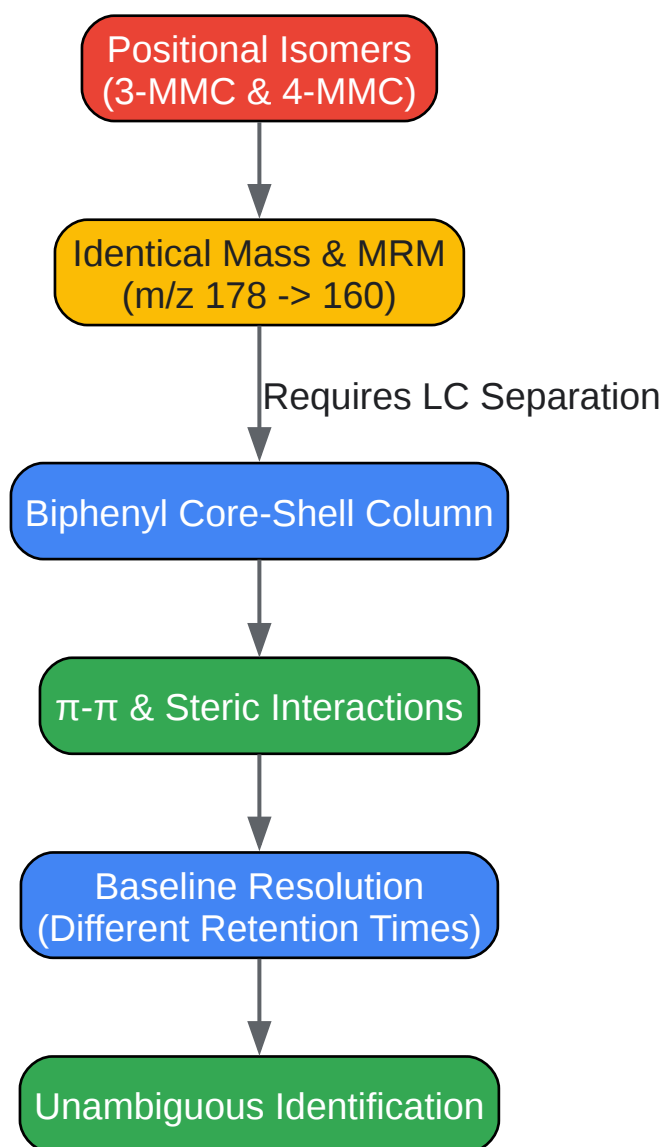 Positional Isomers
(3-MMC & 4-MMC)
Identical Mass & MRM
(m/z 178 -> 160)
Requires LC Separation
Biphenyl Core-Shell Column
π-π & Steric Interactions
Baseline Resolution
(Different Retention Times)
Unambiguous Identification